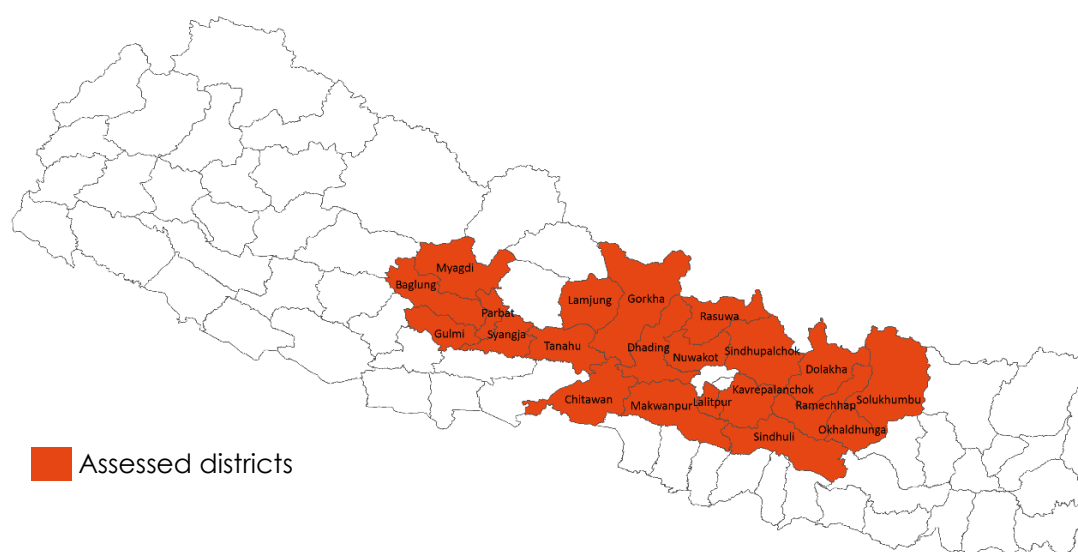 Myagdi
Baglung
Parbat
Gulmi
Syangja
Tanahu
Lamjung
Gorkha
Rasuwa
Dhading
Nuwakot
Sindhupalchok
Dolakha
Chitawan
Makwanpur
Lalitpur
Kavrepalanchok
Ramechhap
Solukhumbu
Okhaldhunga
Sindhuli
Assessed districts